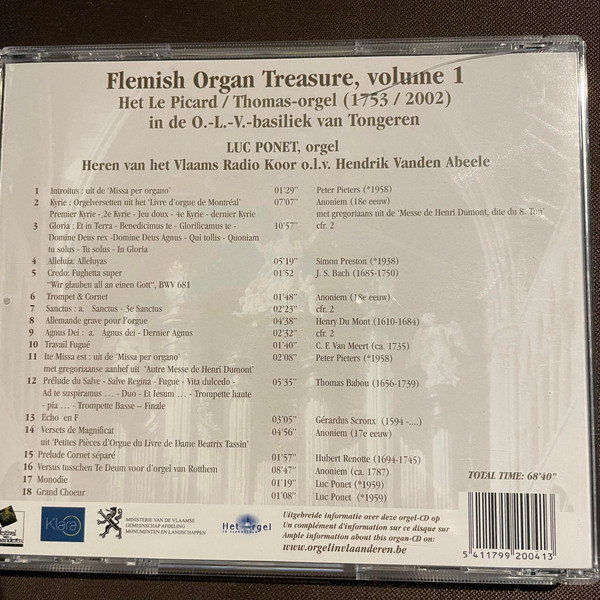 Flemish Organ Treasure, volume 1
Het Le Picard / Thomas-orgel (1753 / 2002)
in de O.-L.-V.-basiliek van Tongeren
LUC PONET, orgel
Heren van het Vlaams Radio Koor o.l.v. Hendrik Vanden Abeele
1 Introitus : uit de 'Missa per organo' 01'29" Peter Pieters (*1958)
2 Kyrie : Orgelversetten uit het 'Livre d'orgue de Montréal' 07'07" Anoniem (18e eeuw)
Premier Kyrie - 2e Kyrie - Jeu doux - 4e Kyrie - dernier Kyrie met gregoriaans uit de 'Messe de Henri Dumont, dite du 8. Ton'
3 Gloria : Et in Terra - Benedicimus te - Glorificamus te - 10'57" cfr. 2
Domine Deus rex -Domine Deus Agnus - Qui tollis - Quoniam
tu solus - Tu solus - In Gloria
4 Alleluia: Alleluyas 05'19" Simon Preston (*1938)
5 Credo: Fughetta super 01'52 J. S. Bach (1685-1750)
"Wir glauben all an einen Gott", BWV 681
6 Trompet & Cornet 01'48" Anoniem (18e eeuw)
7 Sanctus : a. Sanctus - 3e Sanctus 02'23" cfr. 2
8 Allemande grave pour l'orgue 04'38" Henry Du Mont (1610-1684)
9 Agnus Dei : a. Agnus dei - Dernier Agnus 02'32" cfr. 2
10 Travail Fugué 01'40" C. F. Van Meert (ca. 1735)
11 Ite Missa est : uit de 'Missa per organo' 02'08" Peter Pieters (*1958)
met gregoriaanse aanhef uit 'Autre Messe de Henri Dumont'
12 Prélude du Salve - Salve Regina - Fugue - Vita dulcedo - 05'35" Thomas Babou (1656-1739)
Ad te suspiramus ... - Duo - Et Iesum ... - Trompette haute
- pia ... - Trompette Basse – Finale
13 Echo en F 03'05" Gérardus Scronx (1594 -....)
14 Versets de Magnificat 04'56" Anoniem (17e eeuw)
uit 'Petites Pièces d'Orgue du Livre de Dame Beatrix Tassin'
15 Prelude Cornet séparé 01'57" Hubert Renotte (1694-1745)
16 Versus tusschen Te Deum voor d'orgel van Rotthem 08'47" Anoniem (ca. 1787)
17 Monodie 01'19" Luc Ponet (*1959)
18 Grand Choeur 01'08" Luc Ponet (*1959)
TOTAL TIME: 68'40"
Klara
MINISTERIE VAN DE VLAAMSE
GEMEENSCHAP AFDELING
MONUMENTEN EN LANDSCHAPPEN
Het orgel
Uitgebreide informatie over deze orgel-CD op
Un complément d'information sur ce disque sur
Ample information about this organ-CD on:
www.orgelinvlaanderen.be
5 411799 200413